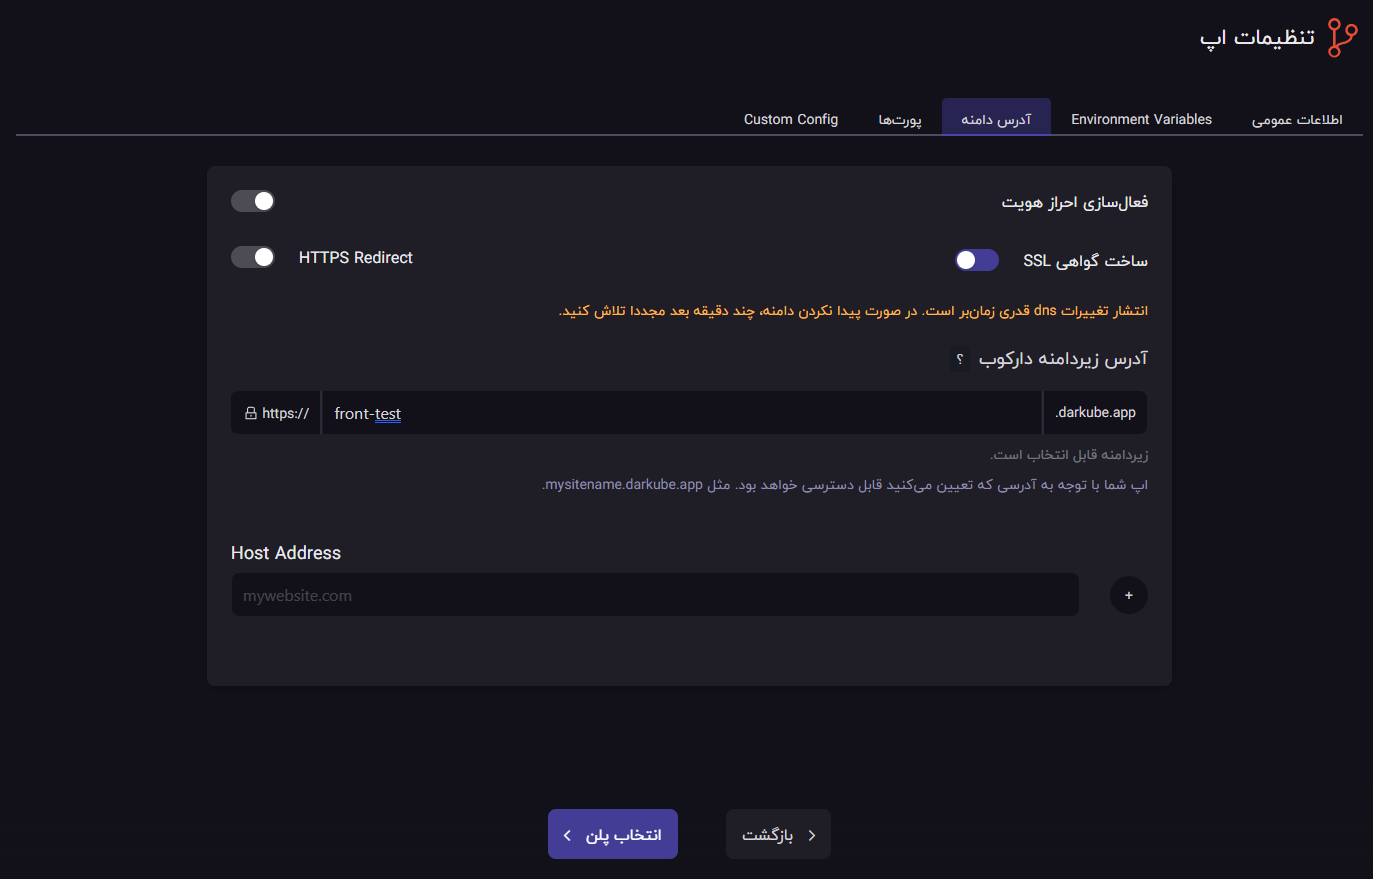 تنظیمات اپ
اطلاعات عمومی
Environment Variables
آدرس دامنه
پورت‌ها
Custom Config
فعال‌سازی احراز هویت
ساخت گواهی SSL
HTTPS Redirect
انتشار تغییرات dns قدری زمان‌بر است. در صورت پیدا نکردن دامنه، چند دقیقه بعد مجددا تلاش کنید.
آدرس زیردامنه دارکوب ؟
https:// front-test .darkube.app
زیردامنه قابل انتخاب است.
اپ شما با توجه به آدرسی که تعیین می‌کنید قابل دسترسی خواهد بود. مثل mysitename.darkube.app.
Host Address
mywebsite.com +
بازگشت
انتخاب پلن